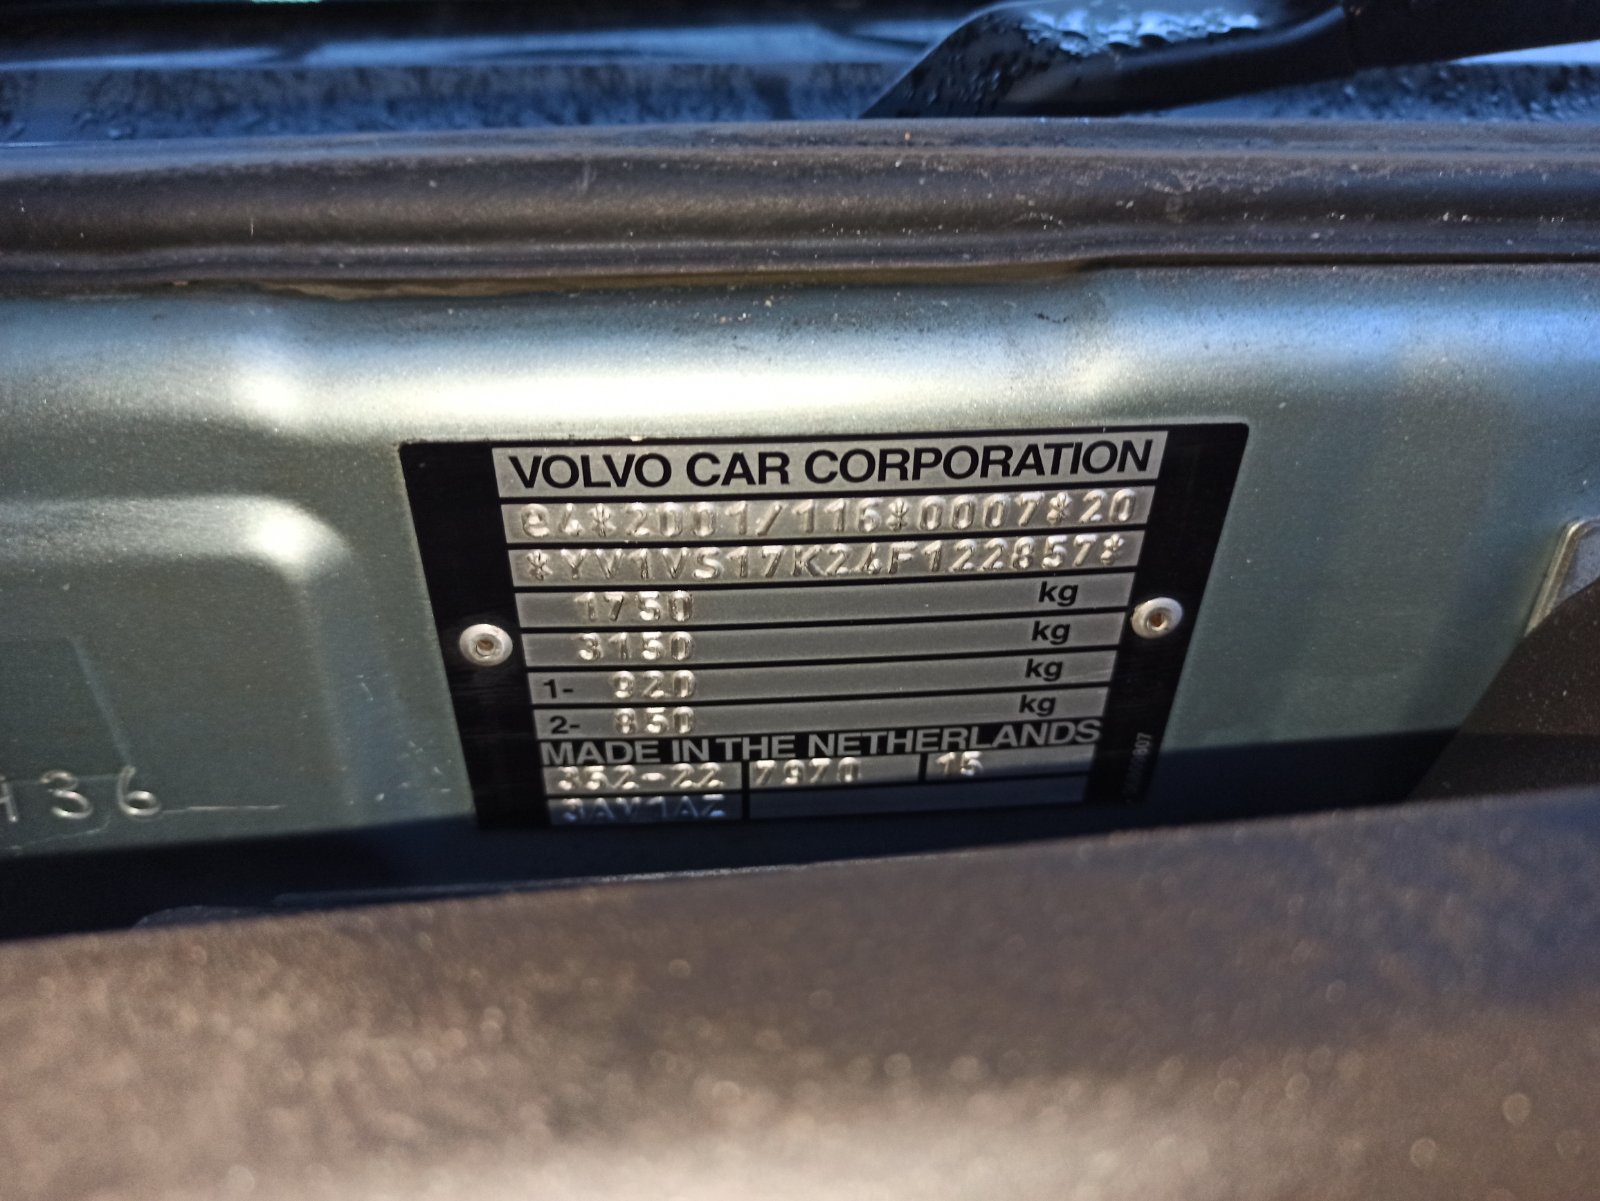 VOLVO CAR CORPORATION
e4*2001/116*0007*20
*YV1VS17K24F122857*
1750 kg
3150 kg
1- 920 kg
2- 850 kg
MADE IN THE NETHERLANDS
352-22 7970 15
3AV1AZ
36